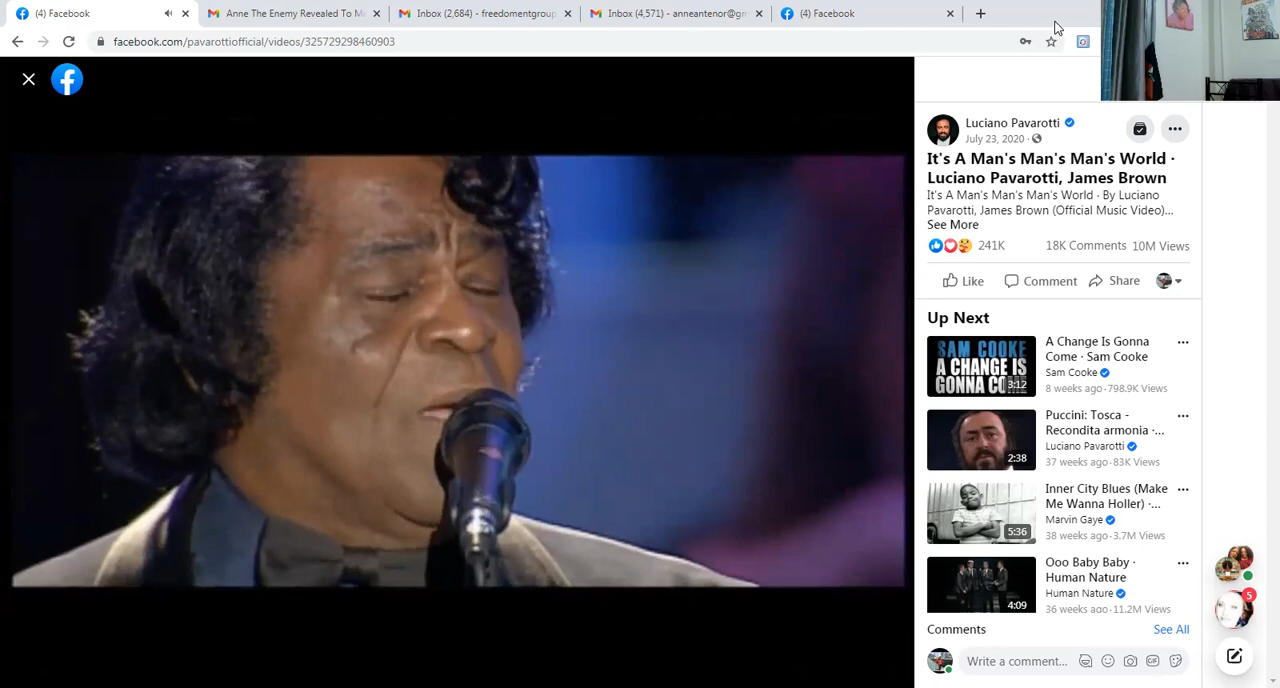 (4) Facebook
Anne The Enemy Revealed To M
Inbox (2,684) - freedomentgroup
Inbox (4,571) - anneantenor@gm
(4) Facebook
facebook.com/pavarottiofficial/videos/325729298460903
Luciano Pavarotti
July 23, 2020 ·
It's A Man's Man's Man's World ·
Luciano Pavarotti, James Brown
It's A Man's Man's Man's World · By Luciano
Pavarotti, James Brown (Official Music Video)...
See More
241K 18K Comments 10M Views
Like Comment Share
Up Next
SAM COOKE
A CHANGE IS
GONNA CO
3:12
A Change Is Gonna
Come · Sam Cooke
Sam Cooke
8 weeks ago · 798.9K Views
2:38
Puccini: Tosca -
Recondita armonia ·...
Luciano Pavarotti
37 weeks ago · 83K Views
5:36
Inner City Blues (Make
Me Wanna Holler) ·...
Marvin Gaye
38 weeks ago · 3.7M Views
4:09
Ooo Baby Baby ·
Human Nature
Human Nature
36 weeks ago · 11.2M Views
5
Comments See All
Write a comment...
GIF